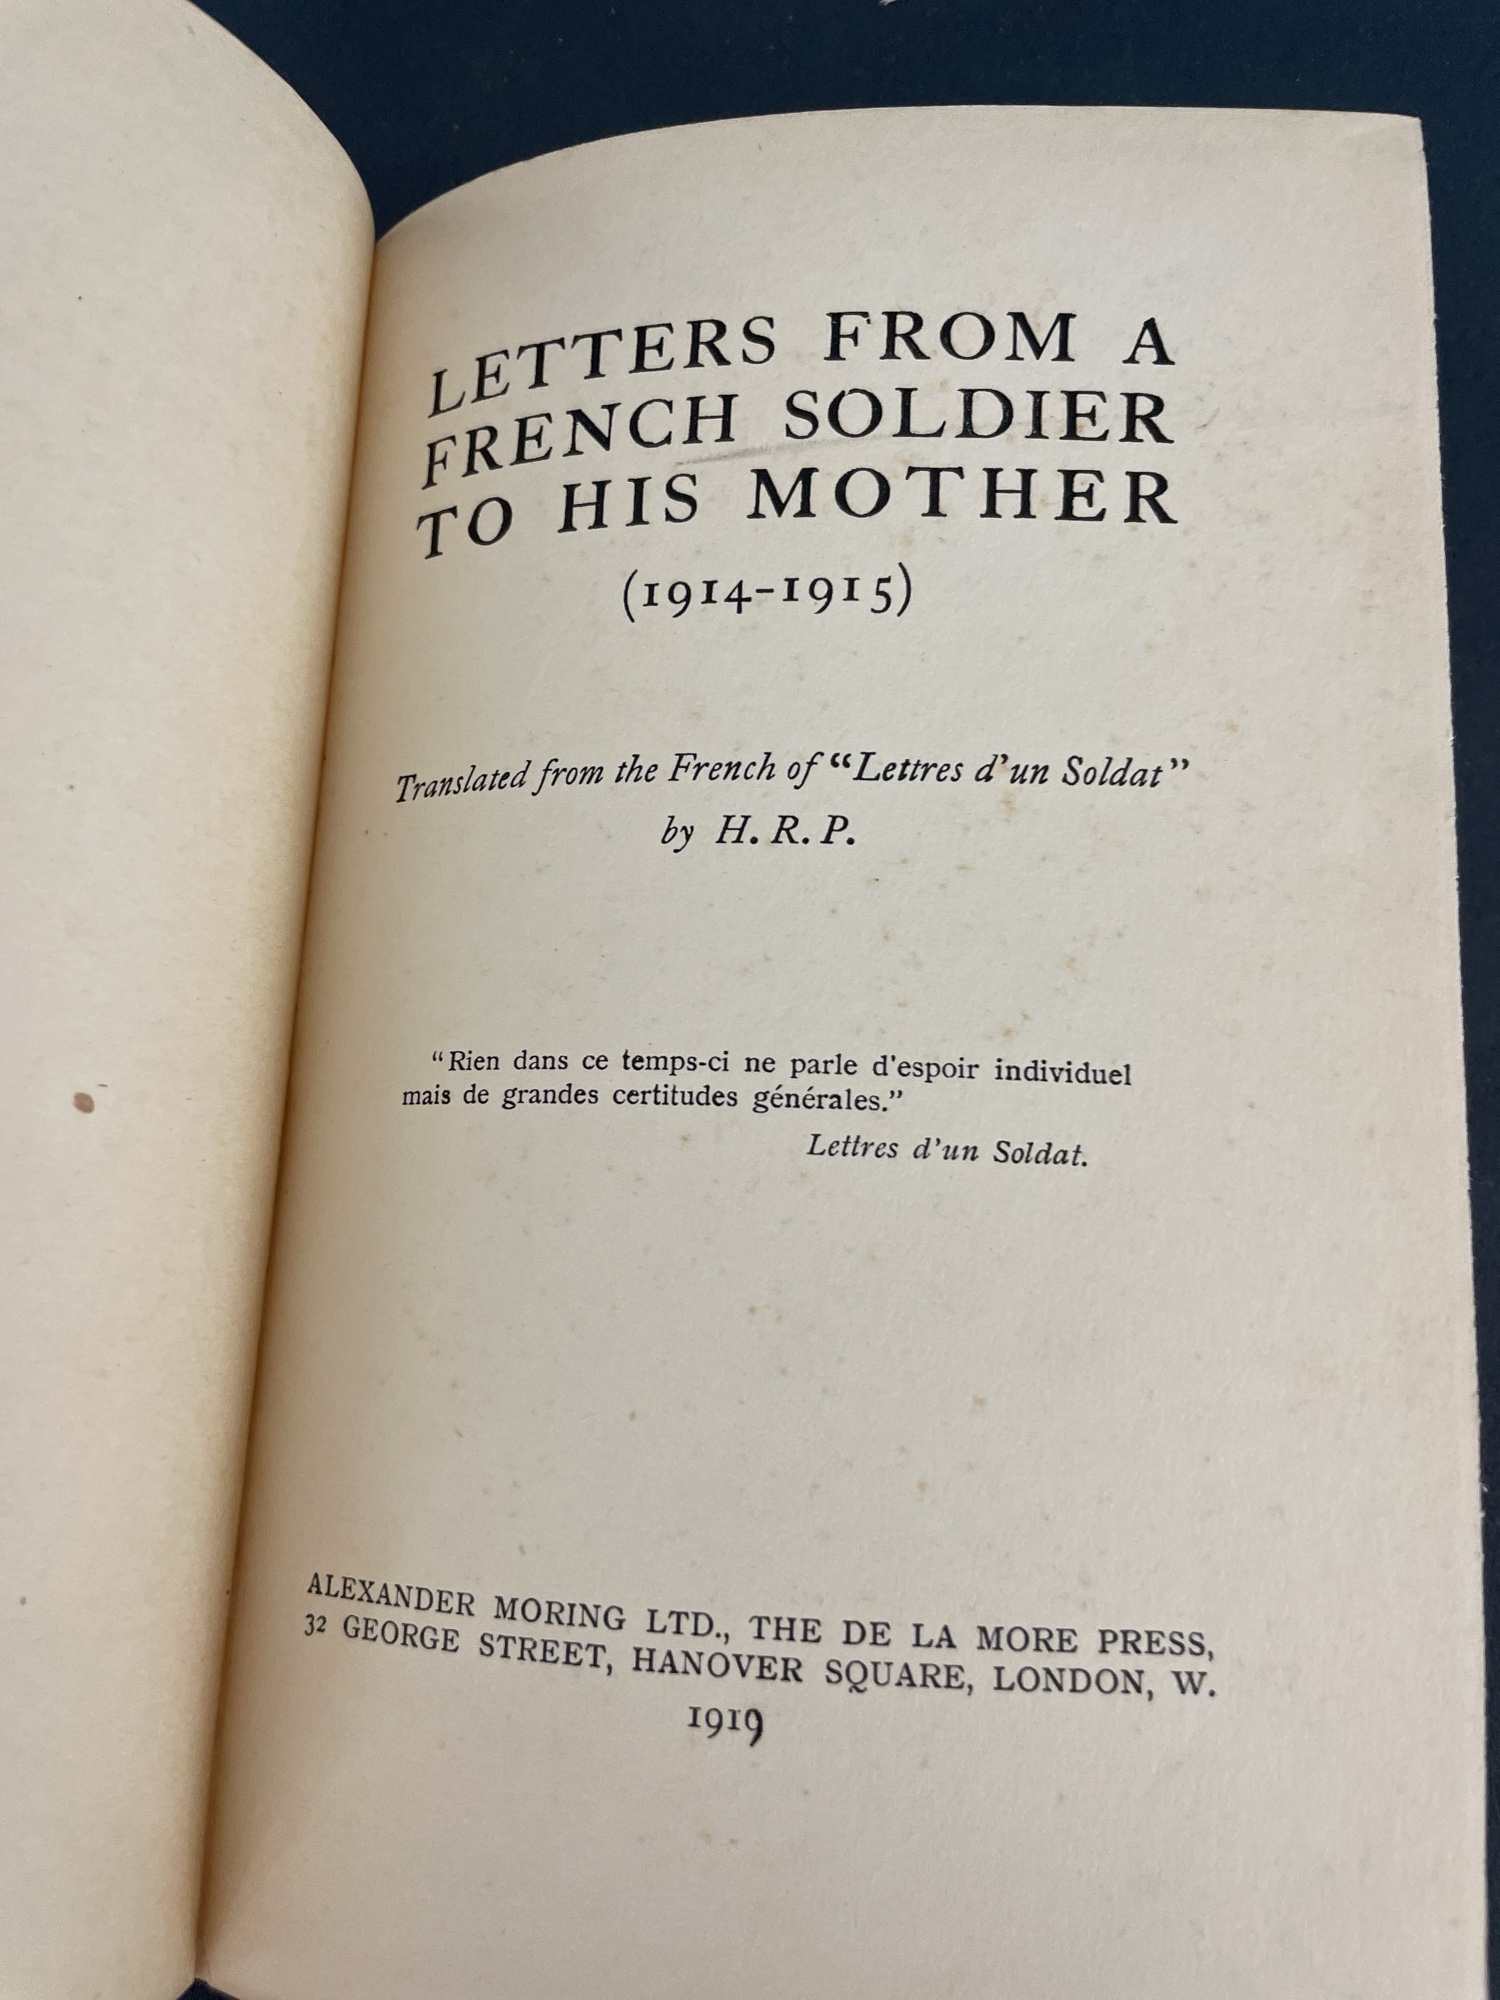 LETTERS FROM A
FRENCH SOLDIER
TO HIS MOTHER
(1914-1915)
Translated from the French of “Lettres d'un Soldat”
by H. R. P.
“Rien dans ce temps-ci ne parle d'espoir individuel
mais de grandes certitudes générales.”
Lettres d'un Soldat.
ALEXANDER MORING LTD., THE DE LA MORE PRESS,
32 GEORGE STREET, HANOVER SQUARE, LONDON, W.
1919